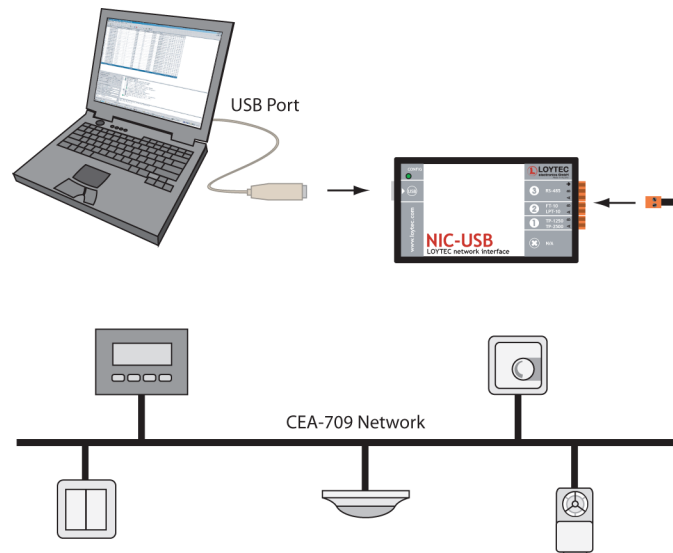 USB Port
CONFIG
USB
www.loytec.com
LOYTEC
electronics GmbH
3 RS-485
2 FT-10
LPT-10
1 TP-1250
TP-2500
N/A
NIC-USB
LOYTEC network interface
CEA-709 Network